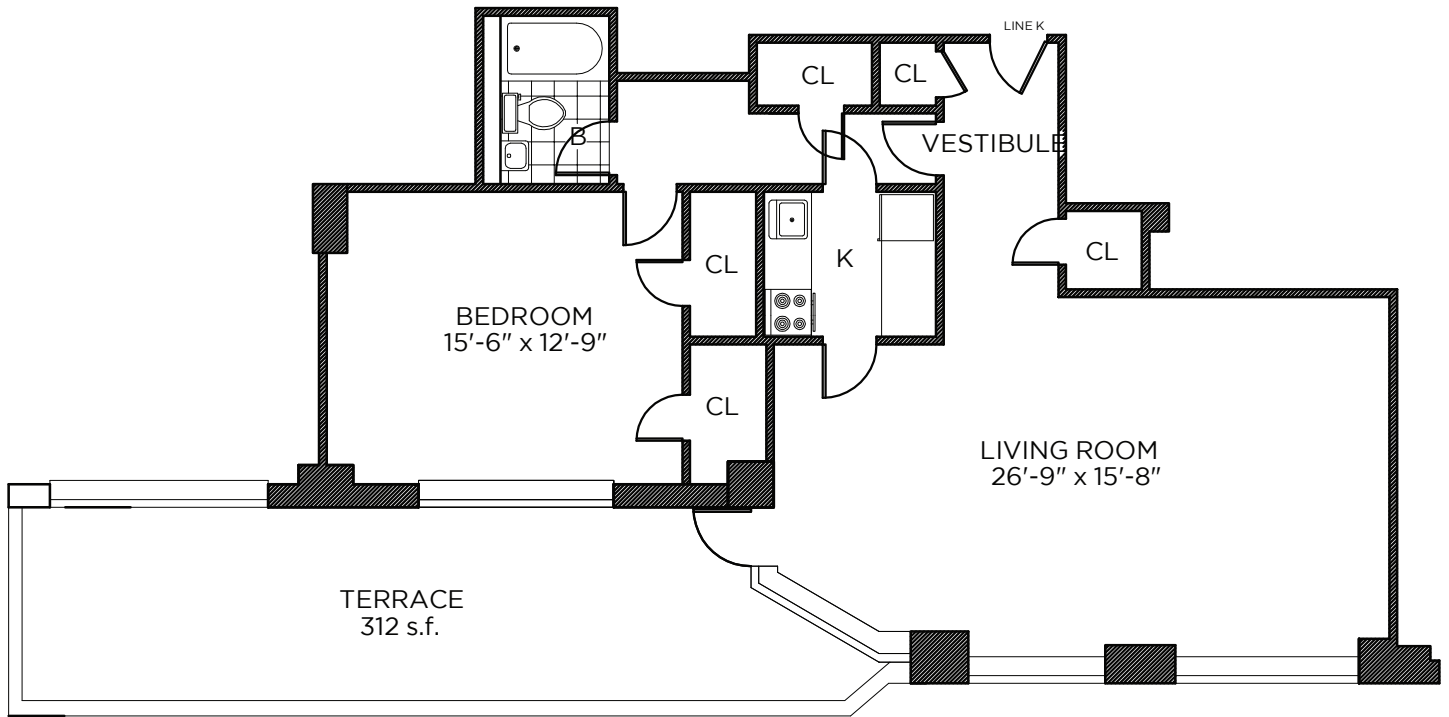 LINE K
CL
CL
B
VESTIBULE
CL
K
CL
BEDROOM
15'-6" x 12'-9"
CL
LIVING ROOM
26'-9" x 15'-8"
TERRACE
312 s.f.